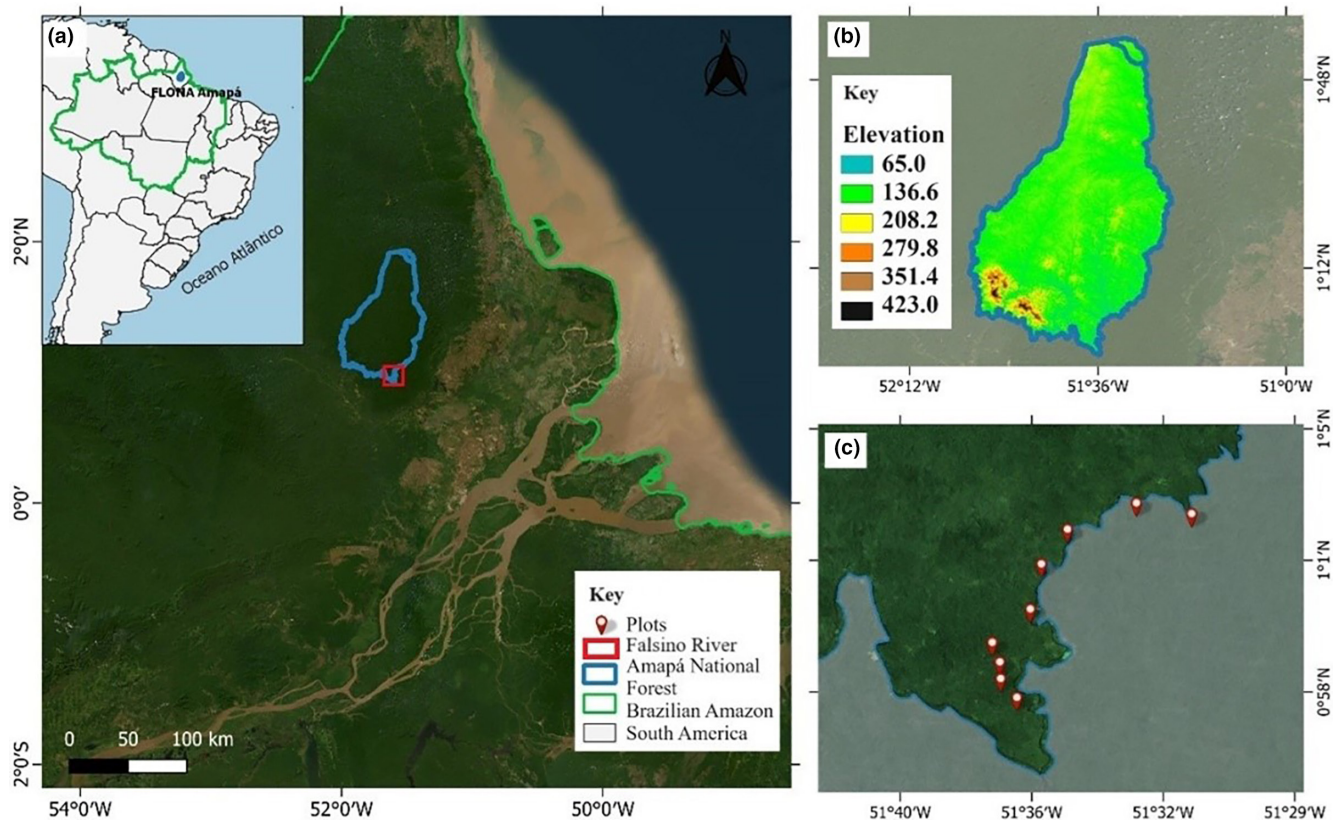 (a)
FLONA Amapá
Oceano Atlântico
N
2°0'N
0°0'
2°0'S
54°0'W
52°0'W
50°0'W
0 50 100 km
Key
Plots
Falsino River
Amapá National
Forest
Brazilian Amazon
South America
(b)
Key
Elevation
65.0
136.6
208.2
279.8
351.4
423.0
1°48'N
1°12'N
52°12'W
51°36'W
51°0'W
(c)
1°5'N
1°1'N
0°58'N
51°40'W
51°36'W
51°32'W
51°29'W